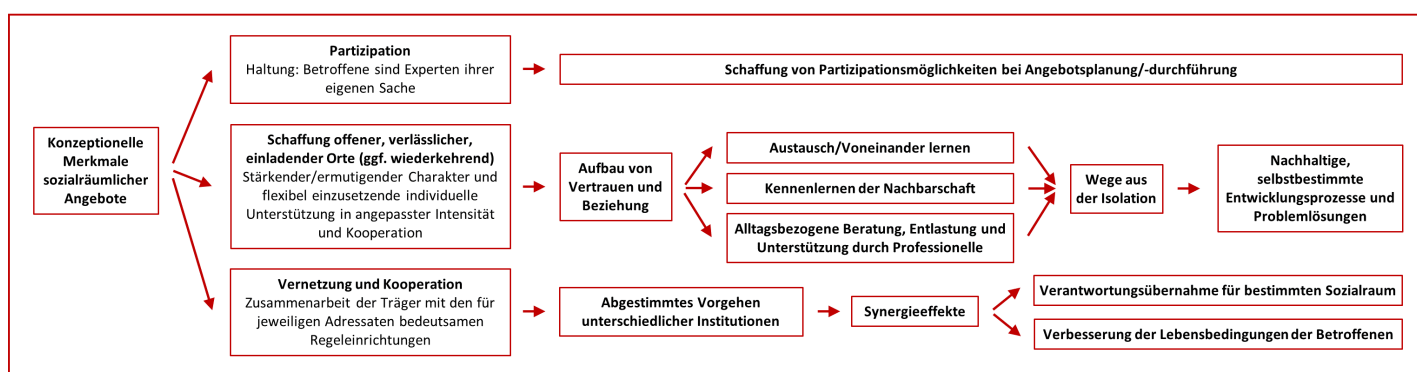 Konzeptionelle
Merkmale
sozialräumlicher
Angebote
Partizipation
Haltung: Betroffene sind Experten ihrer
eigenen Sache
Schaffung von Partizipationsmöglichkeiten bei Angebotsplanung/-durchführung
Schaffung offener, verlässlicher,
einladender Orte (ggf. wiederkehrend)
Stärkender/ermutigender Charakter und
flexibel einzusetzende individuelle
Unterstützung in angepasster Intensität
und Kooperation
Aufbau von
Vertrauen und
Beziehung
Austausch/Voneinander lernen
Kennenlernen der Nachbarschaft
Alltagsbezogene Beratung, Entlastung und
Unterstützung durch Professionelle
Wege aus
der Isolation
Nachhaltige,
selbstbestimmte
Entwicklungsprozesse und
Problemlösungen
Vernetzung und Kooperation
Zusammenarbeit der Träger mit den für
jeweiligen Adressaten bedeutsamen
Regeleinrichtungen
Abgestimmtes Vorgehen
unterschiedlicher Institutionen
Synergieeffekte
Verantwortungsübernahme für bestimmten Sozialraum
Verbesserung der Lebensbedingungen der Betroffenen